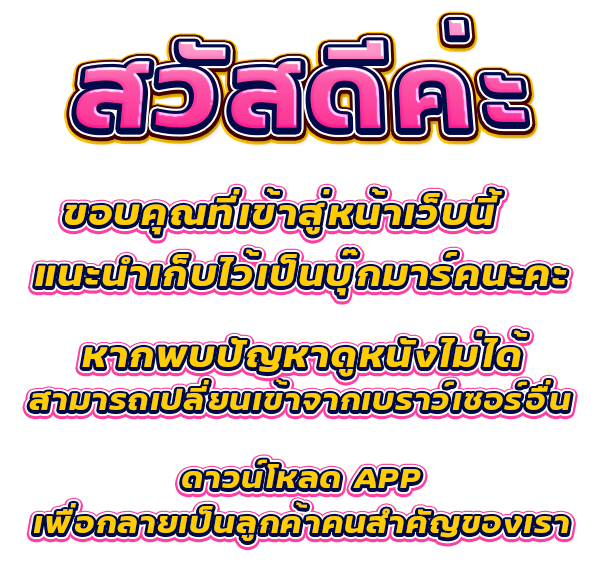 สวัสดีค่ะ
ขอบคุณที่เข้าสู่หน้าเว็บนี้
แนะนำเก็บไว้เป็นบุ๊กมาร์คนะคะ
หากพบปัญหาดูหนังไม่ได้
สามารถเปลี่ยนเข้าจากเบราว์เซอร์อื่น
ดาวน์โหลด APP
เพื่อกลายเป็นลูกค้าคนสำคัญของเรา